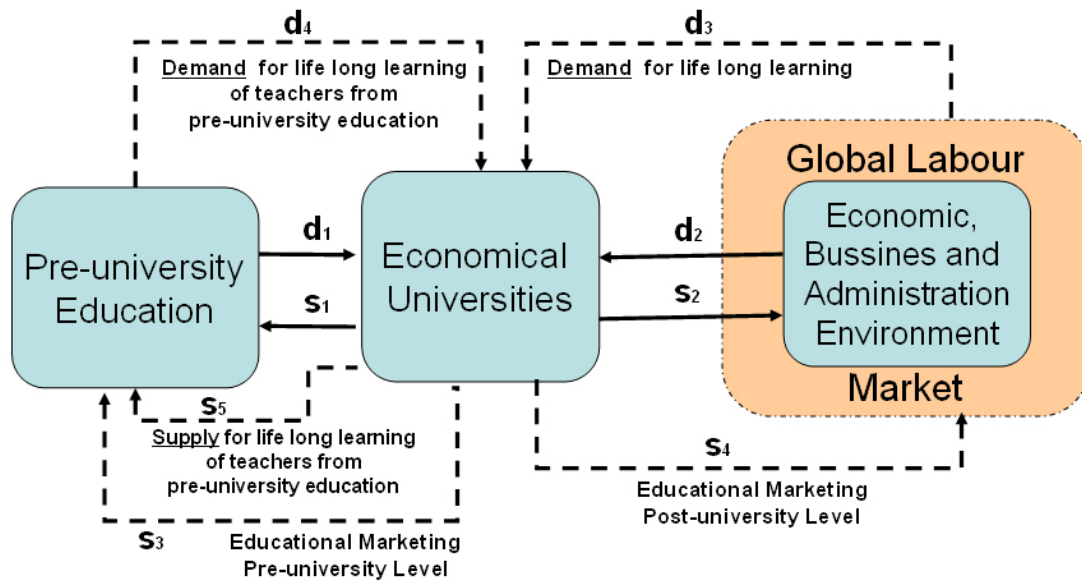 d4
Demand for life long learning
of teachers from
pre-university education
d3
Demand for life long learning
Pre-university
Education
d1
s1
Economical
Universities
d2
s2
Global Labour
Economic,
Bussines and
Administration
Environment
Market
s5
Supply for life long learning
of teachers from
pre-university education
s3
Educational Marketing
Pre-university Level
s4
Educational Marketing
Post-university Level